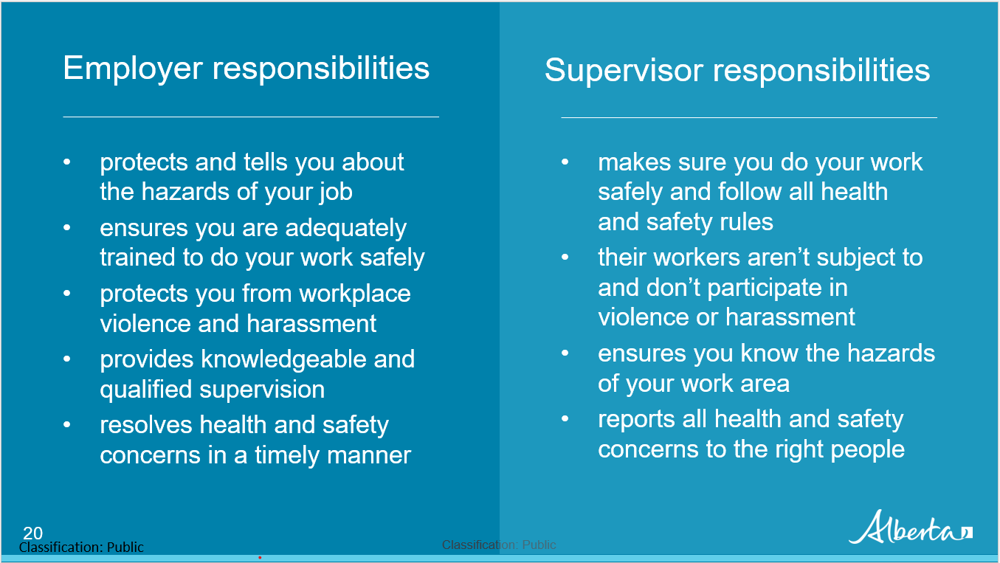 Employer responsibilities
• protects and tells you about
the hazards of your job
• ensures you are adequately
trained to do your work safely
• protects you from workplace
violence and harassment
• provides knowledgeable and
qualified supervision
• resolves health and safety
concerns in a timely manner
Supervisor responsibilities
• makes sure you do your work
safely and follow all health
and safety rules
• their workers aren’t subject to
and don’t participate in
violence or harassment
• ensures you know the hazards
of your work area
• reports all health and safety
concerns to the right people
20
Classification: Public
Classification: Public
Alberta